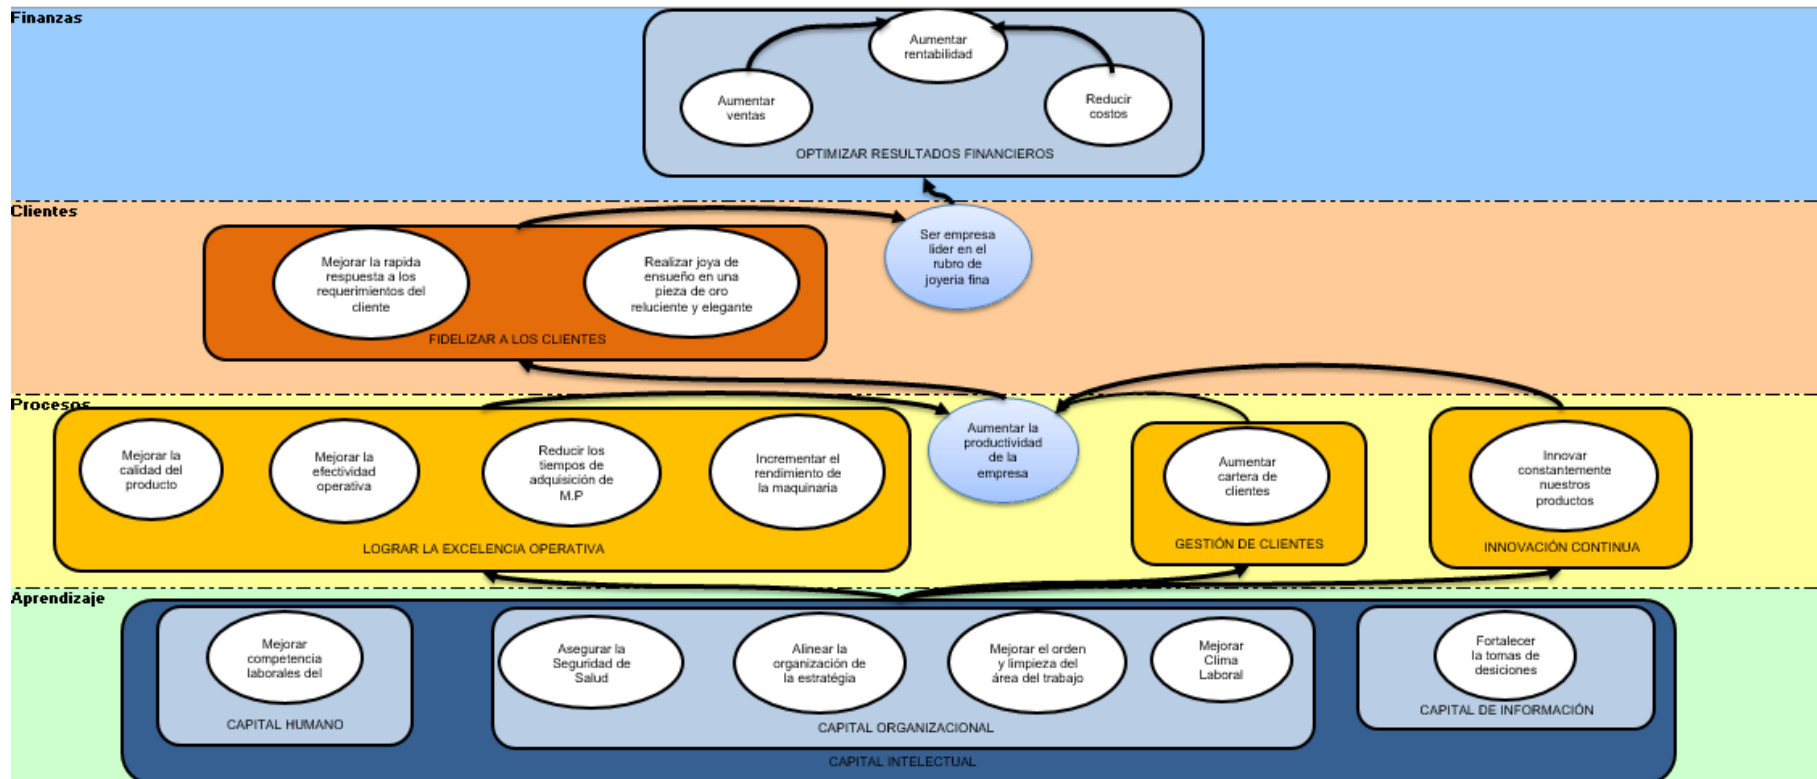 Finanzas
Aumentar
rentabilidad
Aumentar
ventas
Reducir
costos
OPTIMIZAR RESULTADOS FINANCIEROS
Clientes
Mejorar la rapida
respuesta a los
requerimientos del
cliente
Realizar joya de
ensueño en una
pieza de oro
reluciente y elegante
FIDELIZAR A LOS CLIENTES
Ser empresa
lider en el
rubro de
joyeria fina
Procesos
Mejorar la
calidad del
producto
Mejorar la
efectividad
operativa
Reducir los
tiempos de
adquisición de
M.P
Incrementar el
rendimiento de
la maquinaria
LOGRAR LA EXCELENCIA OPERATIVA
Aumentar la
productividad
de la
empresa
Aumentar
cartera de
clientes
GESTIÓN DE CLIENTES
Innovar
constantemente
nuestros
productos
INNOVACIÓN CONTINUA
Aprendizaje
Mejorar
competencia
laborales del
CAPITAL HUMANO
Asegurar la
Seguridad de
Salud
Alinear la
organización de
la estratégia
Mejorar el orden
y limpieza del
área del trabajo
Mejorar
Clima
Laboral
CAPITAL ORGANIZACIONAL
Fortalecer
la tomas de
desiciones
CAPITAL DE INFORMACIÓN
CAPITAL INTELECTUAL